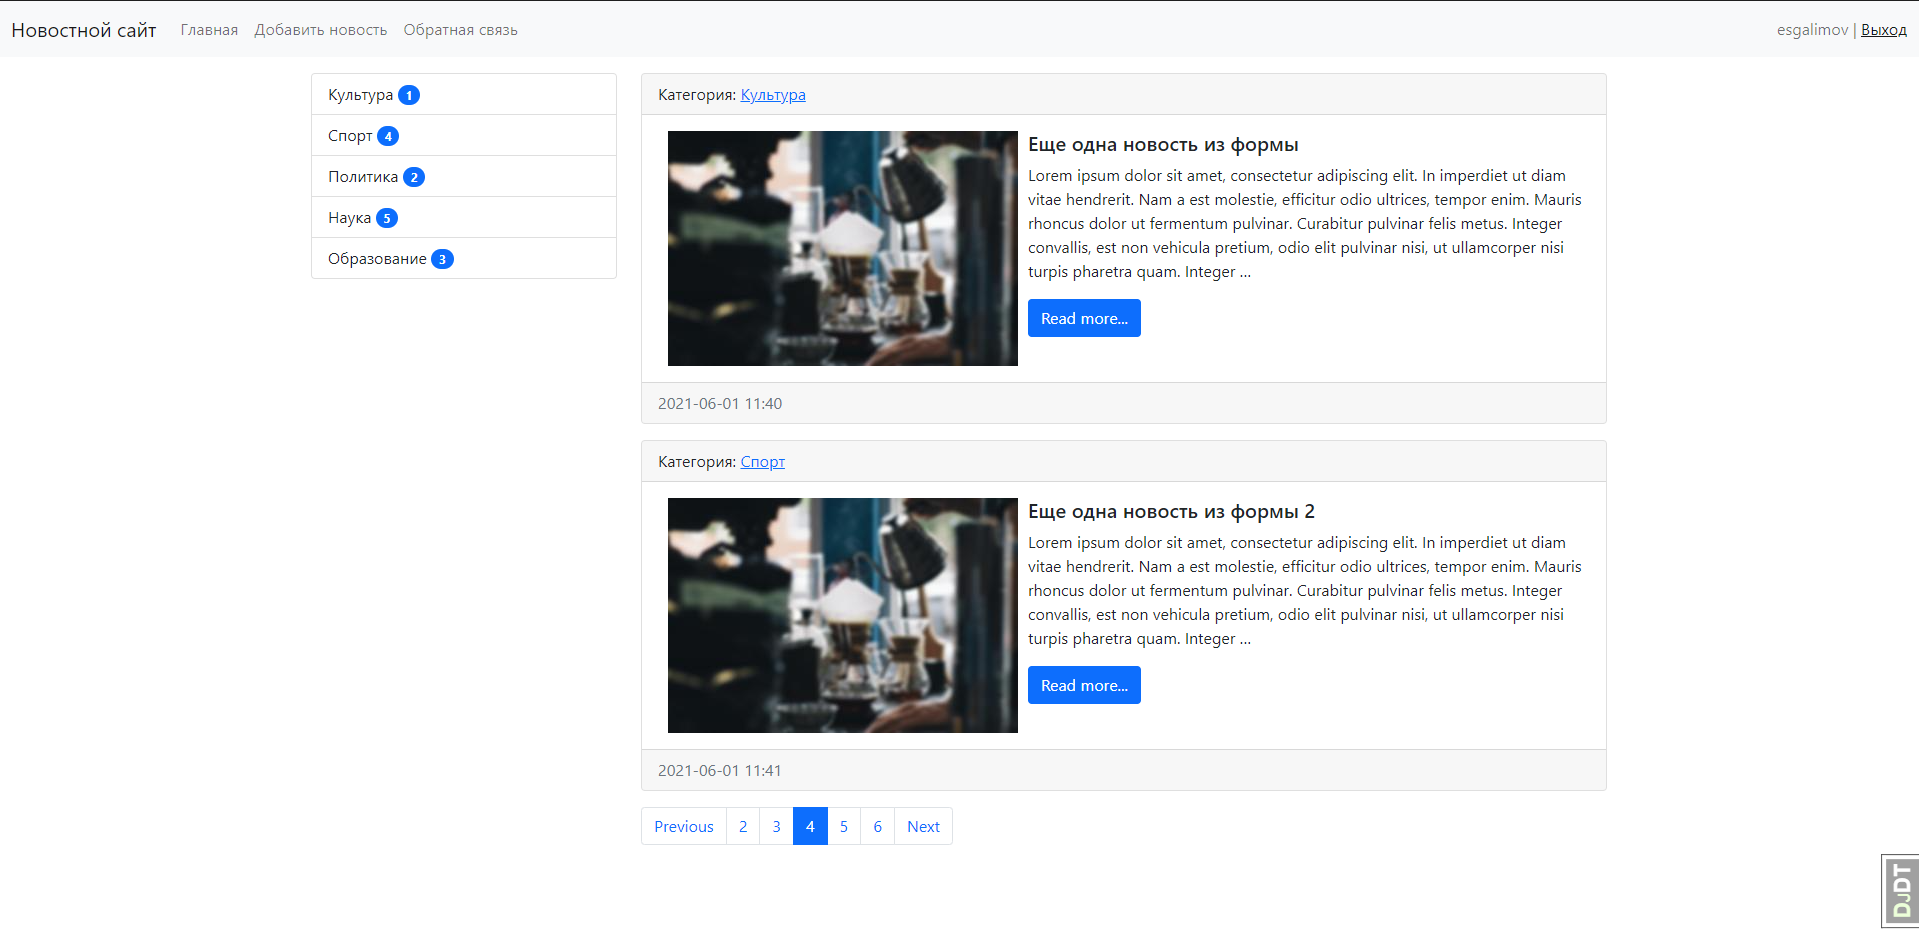 Новостной сайт Главная Добавить новость Обратная связь esgalimov | Выход
Культура 1
Спорт 4
Политика 2
Наука 5
Образование 3
Категория: Культура
Еще одна новость из формы
Lorem ipsum dolor sit amet, consectetur adipiscing elit. In imperdiet ut diam
vitae hendrerit. Nam a est molestie, efficitur odio ultrices, tempor enim. Mauris
rhoncus dolor ut fermentum pulvinar. Curabitur pulvinar felis metus. Integer
convallis, est non vehicula pretium, odio elit pulvinar nisi, ut ullamcorper nisi
turpis pharetra quam. Integer …
Read more...
2021-06-01 11:40
Категория: Спорт
Еще одна новость из формы 2
Lorem ipsum dolor sit amet, consectetur adipiscing elit. In imperdiet ut diam
vitae hendrerit. Nam a est molestie, efficitur odio ultrices, tempor enim. Mauris
rhoncus dolor ut fermentum pulvinar. Curabitur pulvinar felis metus. Integer
convallis, est non vehicula pretium, odio elit pulvinar nisi, ut ullamcorper nisi
turpis pharetra quam. Integer …
Read more...
2021-06-01 11:41
Previous 2 3 4 5 6 Next
DJDT